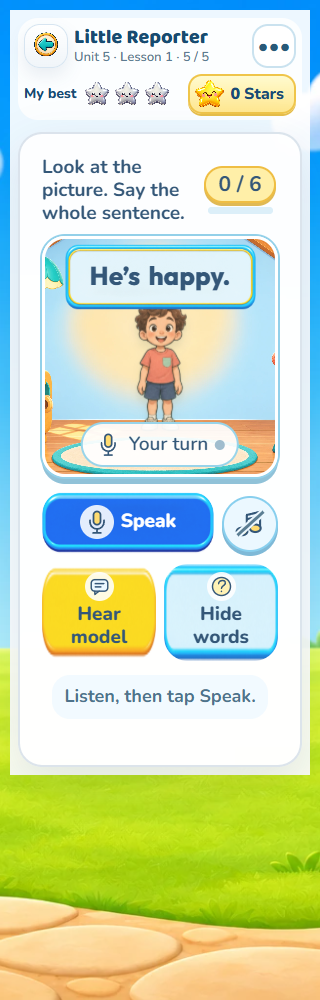 Little Reporter
Unit 5 · Lesson 1 · 5 / 5
My best
0 Stars
Look at the
picture. Say the
whole sentence.
0 / 6
He's happy.
Your turn
Speak
Hear
model
Hide
words
Listen, then tap Speak.